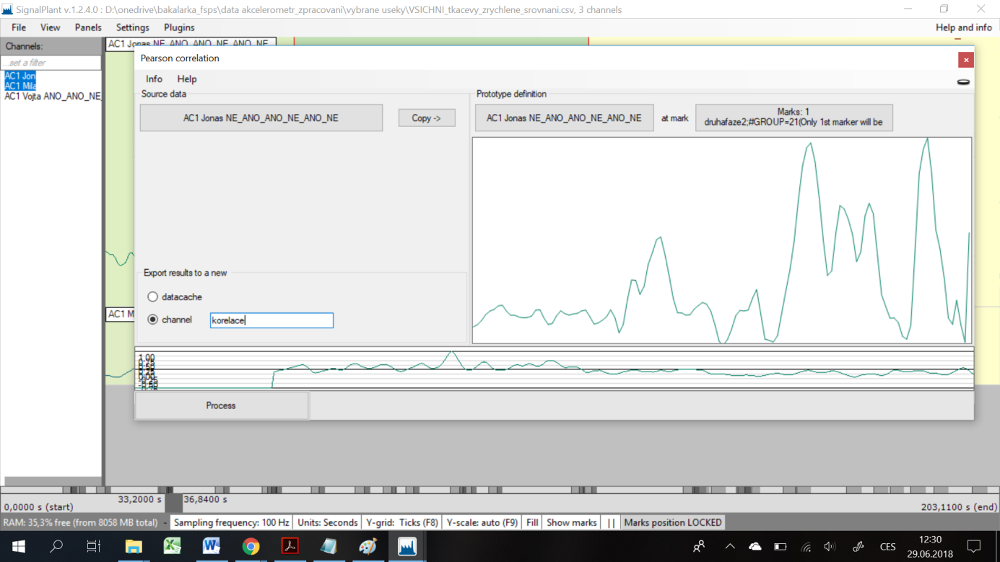 SignalPlant v.1.2.4.0 : D:\onedrive\bakalarka_fsps\data akcelerometr_zpracovani\vybrane useky\VSICHNI_tkacevy_zrychlene_srovnani.csv, 3 channels
File View Panels Settings Plugins Help and info
Channels:
...set a filter
AC1 Jon
AC1 Mila
AC1 Vojta ANO_ANO_NE_
AC1 Jonas NE_ANO_ANO_NE_ANO_NE
Pearson correlation
Info Help
Source data
AC1 Jonas NE_ANO_ANO_NE_ANO_NE
Copy ->
Prototype definition
AC1 Jonas NE_ANO_ANO_NE_ANO_NE
at mark
Marks: 1
druhafaze2;#GROUP=21(Only 1st marker will be
Export results to a new
datacache
channel korelace
AC1 M
1.00
0.75
0.50
0.25
0.00
-0.25
-0.50
-0.75
Process
0,0000 s (start)
33,2000 s
36,8400 s
203,1100 s (end)
RAM: 35,3% free (from 8058 MB total) - Sampling frequency: 100 Hz Units: Seconds Y-grid: Ticks (F8) Y-scale: auto (F9) Fill Show marks || Marks position LOCKED
CES
12:30
29.06.2018